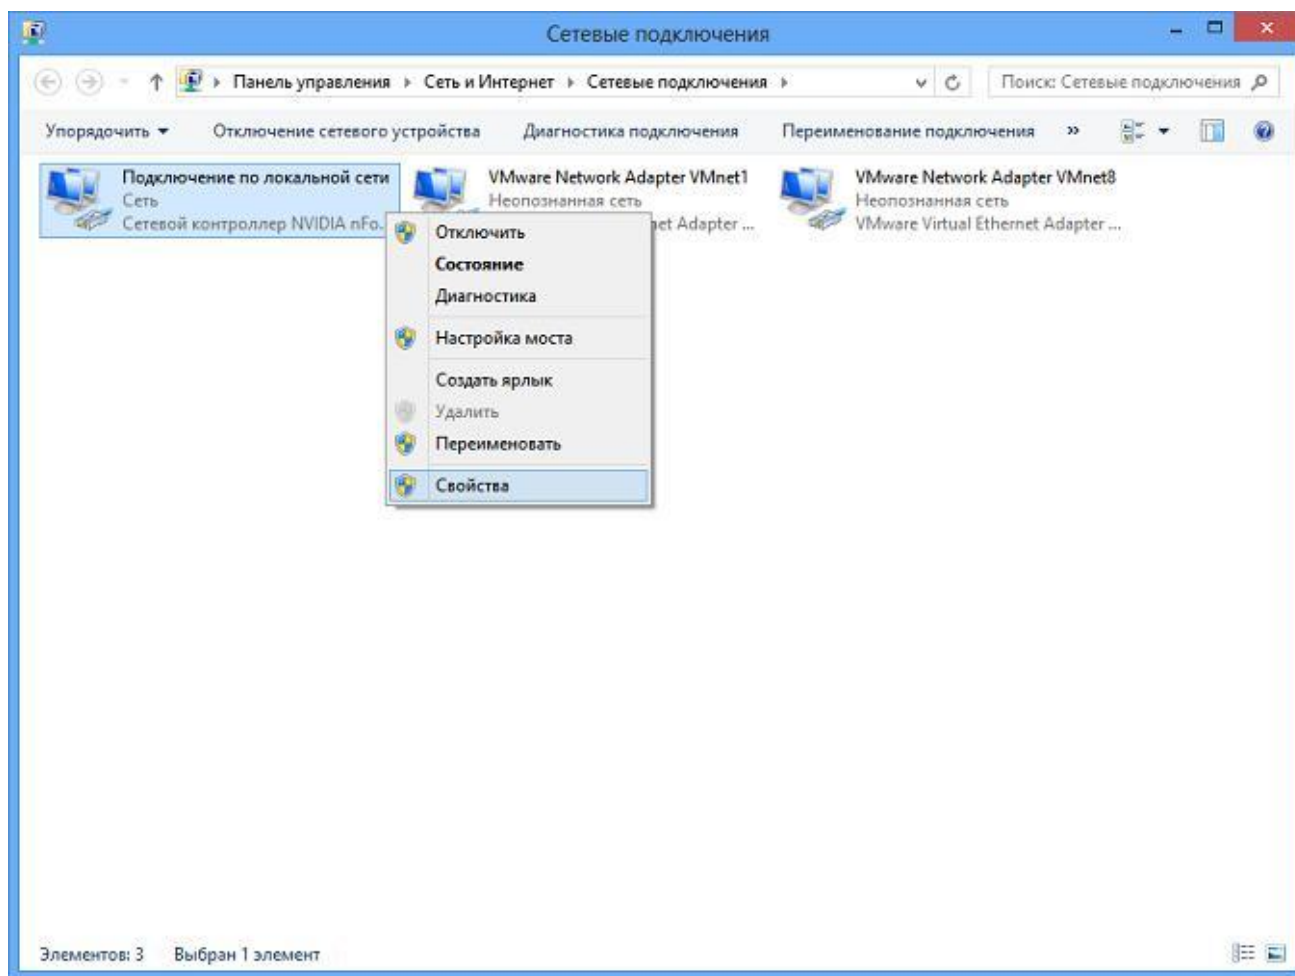 Сетевые подключения
Панель управления Сеть и Интернет Сетевые подключения Поиск: Сетевые подключения
Упорядочить Отключение сетевого устройства Диагностика подключения Переименование подключения »
Подключение по локальной сети
Сеть
Сетевой контроллер NVIDIA nFo...
VMware Network Adapter VMnet1
Неопознанная сеть
net Adapter ...
VMware Network Adapter VMnet8
Неопознанная сеть
VMware Virtual Ethernet Adapter ...
Отключить
Состояние
Диагностика
Настройка моста
Создать ярлык
Удалить
Переименовать
Свойства
Элементов: 3 Выбран 1 элемент